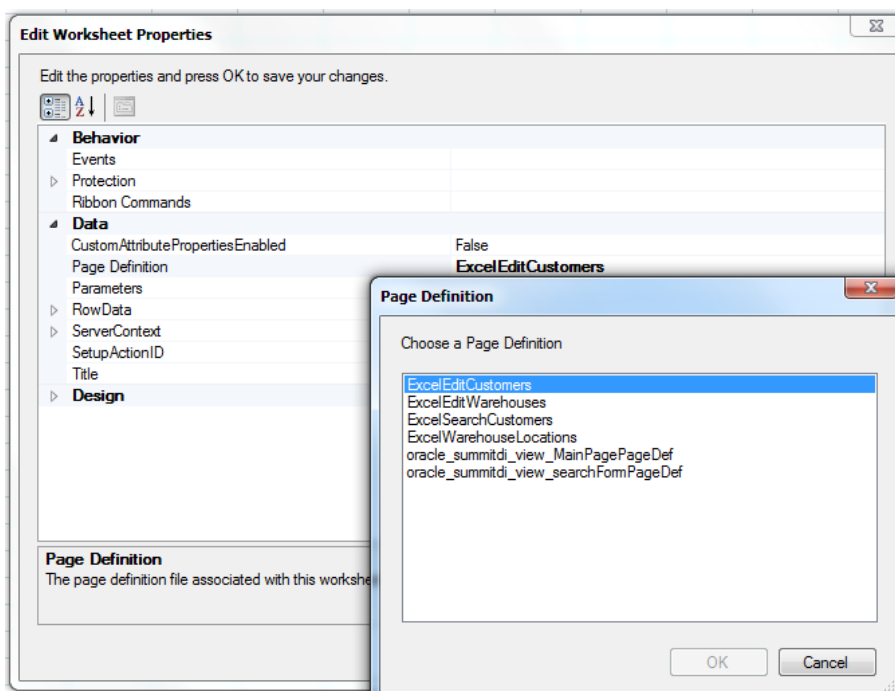 Edit Worksheet Properties
Edit the properties and press OK to save your changes.
Behavior
Events
Protection
Ribbon Commands
Data
CustomAttributePropertiesEnabled False
Page Definition ExcelEditCustomers
Parameters
RowData
ServerContext
SetupActionID
Title
Design
Page Definition
The page definition file associated with this workshe
Page Definition
Choose a Page Definition
ExcelEditCustomers
ExcelEditWarehouses
ExcelSearchCustomers
ExcelWarehouseLocations
oracle_summitdi_view_MainPagePageDef
oracle_summitdi_view_searchFormPageDef
OK Cancel